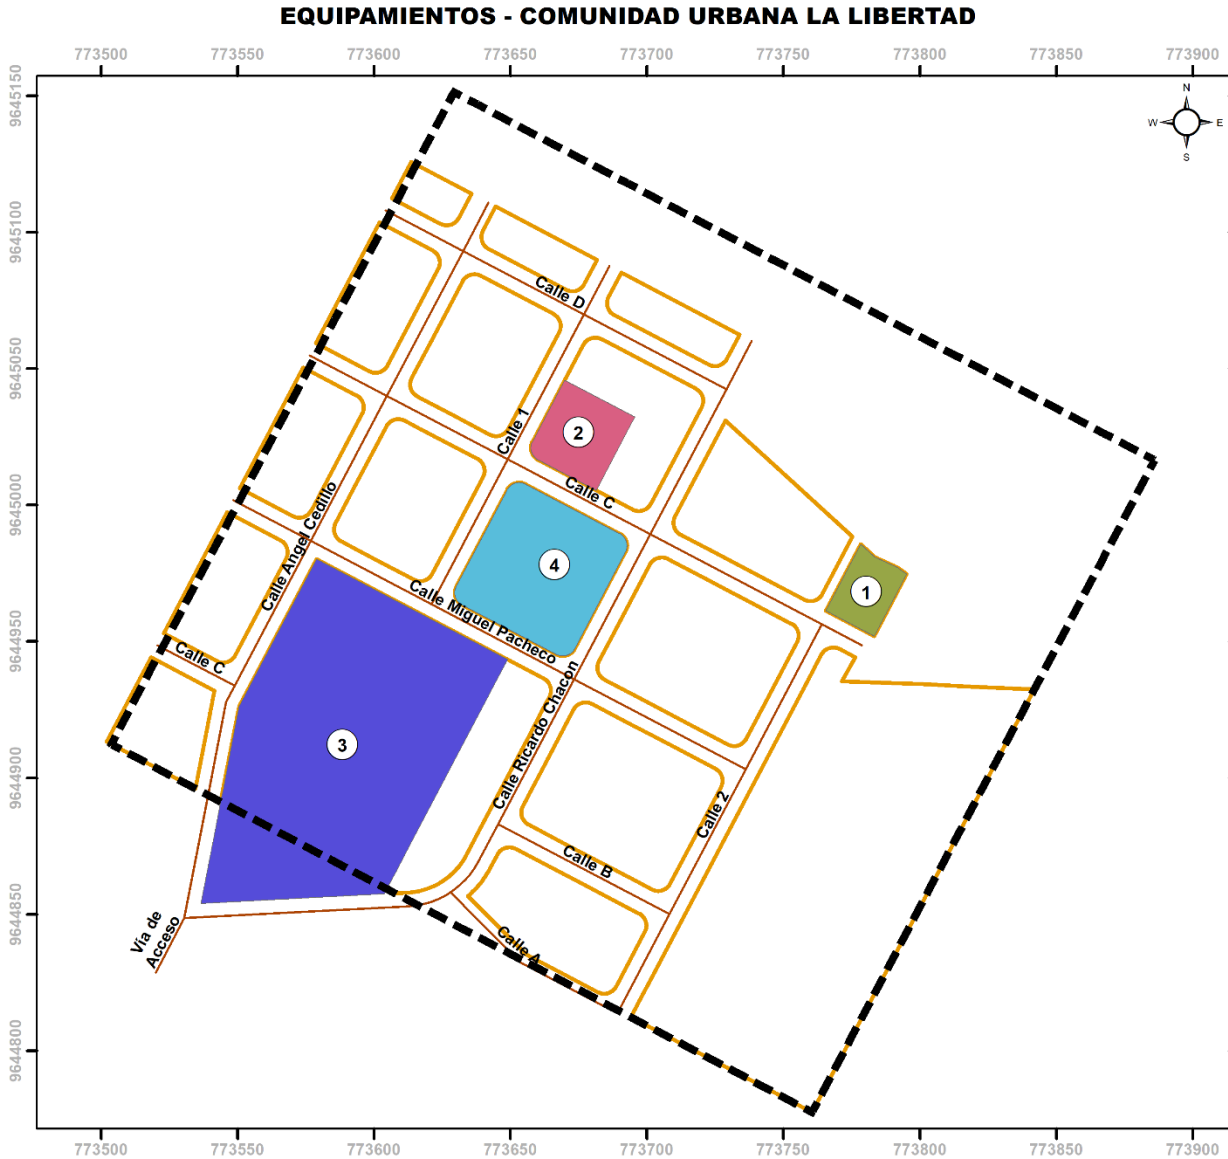 EQUIPAMIENTOS - COMUNIDAD URBANA LA LIBERTAD
773500 773550 773600 773650 773700 773750 773800 773850 773900
9645150
N
W E
S
9645100
Calle D
9645050
Calle 1
2
9645000
Calle C
Calle Angel Cedillo
4
1
Calle Miguel Pacheco
9644950
Calle C
3
Calle Ricardo Chacon
9644900
Calle 2
Calle B
9644850
Vía de
Acceso
Calle A
9644800
773500 773550 773600 773650 773700 773750 773800 773850 773900